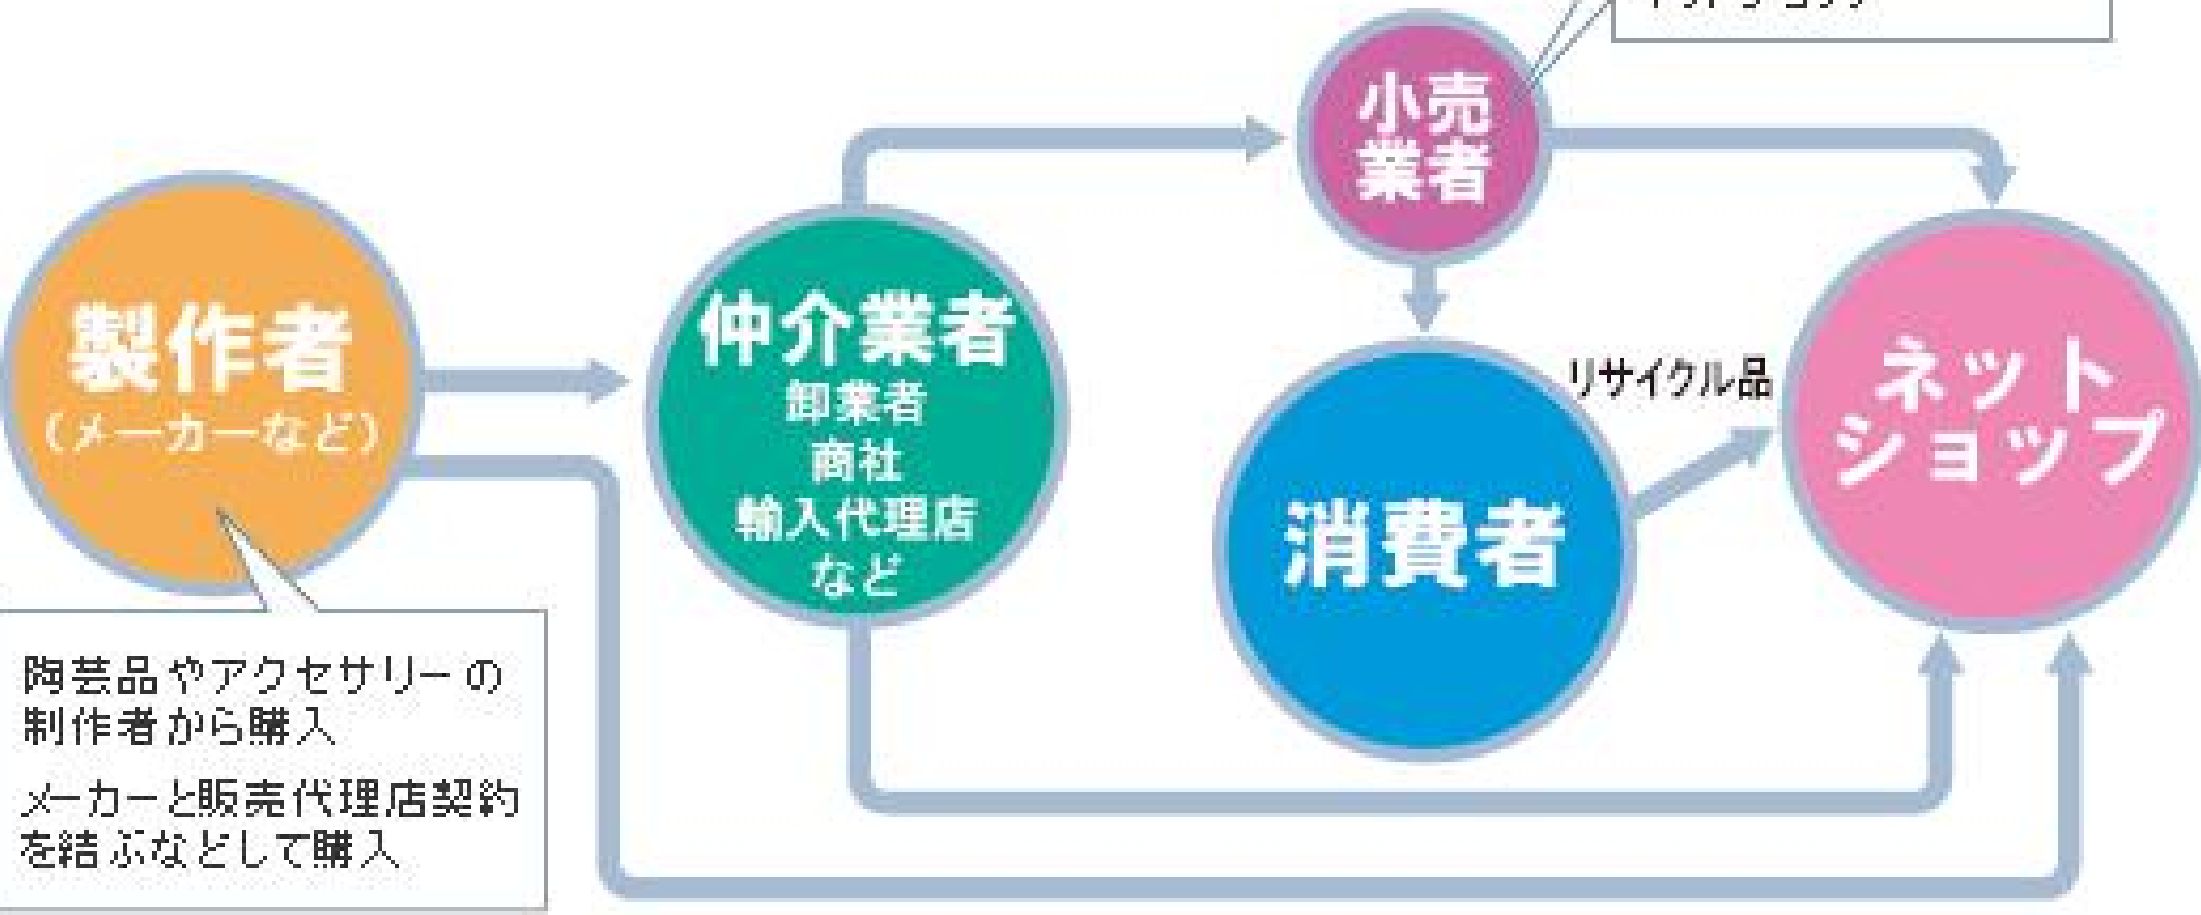 小売
業者
製作者
(メーカーなど)
仲介業者
卸業者
商社
輸入代理店
など
リサイクル品
ネット
ショップ
消費者
陶芸品やアクセサリーの
制作者から購入
メーカーと販売代理店契約
を結ぶなどして購入